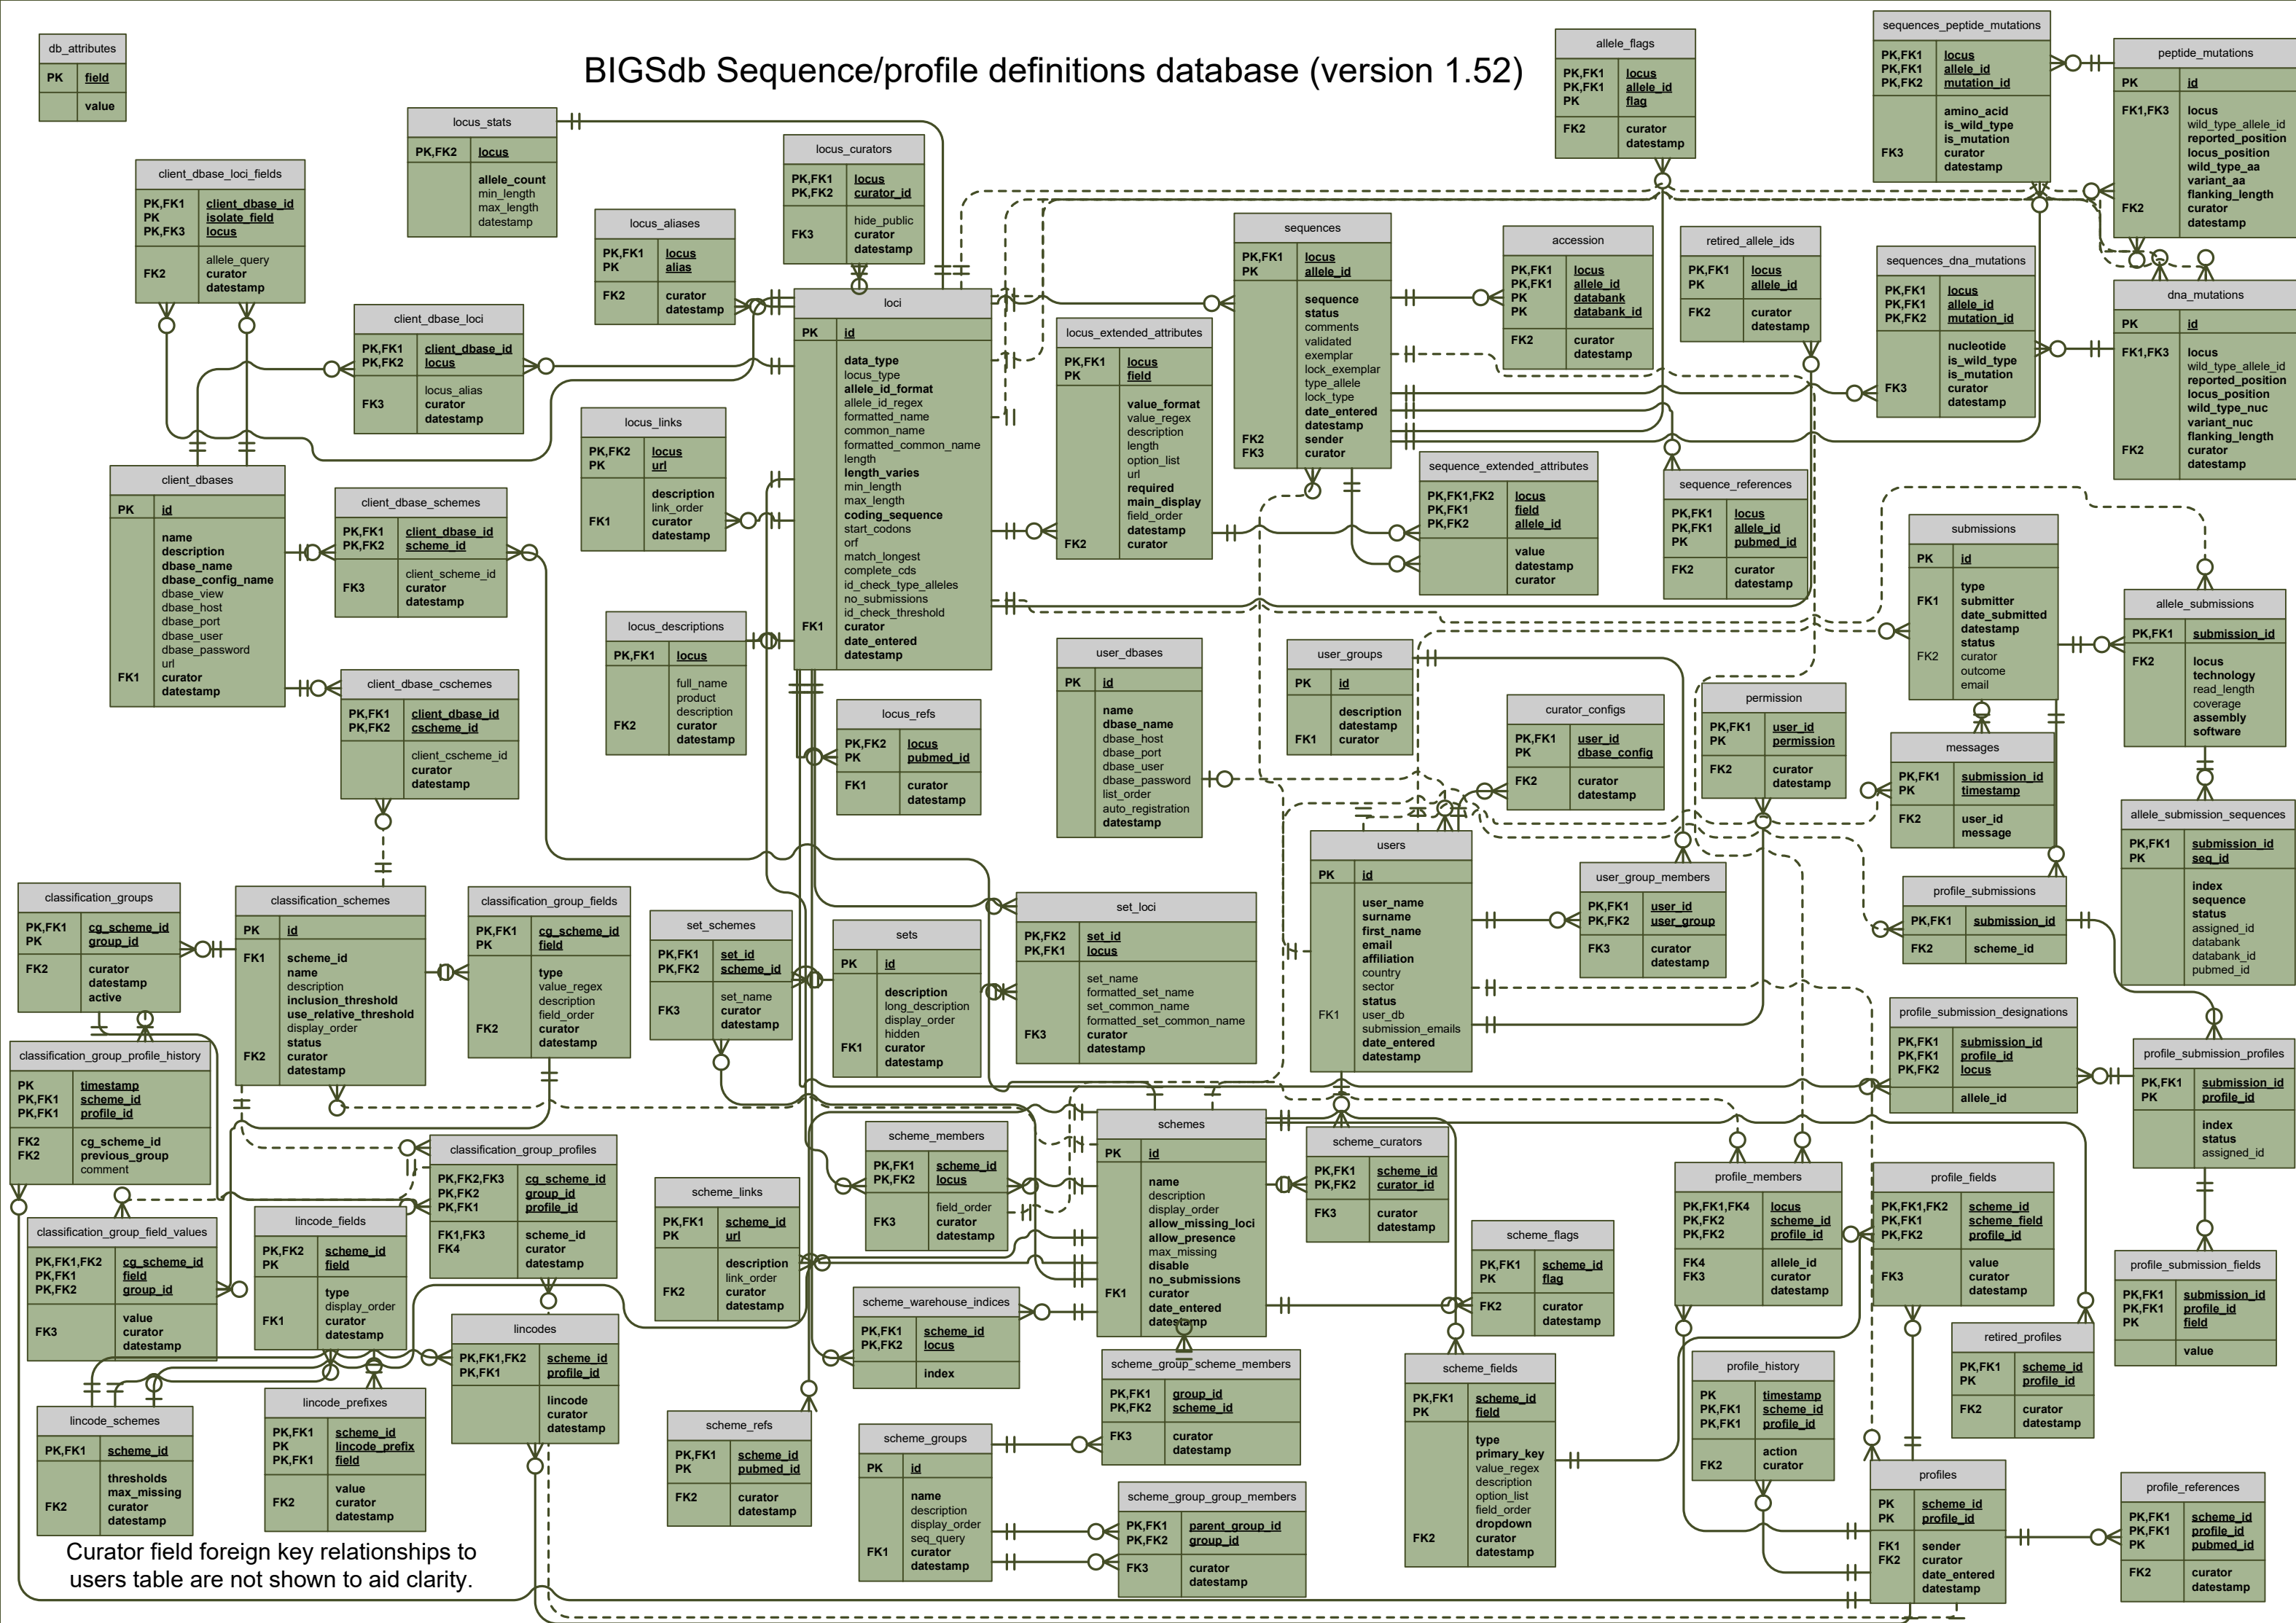 BIGSdb Sequence/profile definitions database (version 1.52)
db_attributes
PK field
value
locus_stats
PK,FK2 locus
allele_count
min_length
max_length
datestamp
client_dbase_loci_fields
PK,FK1 client_dbase_id
PK isolate_field
PK,FK3 locus
allele_query
FK2 curator
datestamp
locus_curators
PK,FK1 locus
PK,FK2 curator_id
hide_public
FK3 curator
datestamp
locus_aliases
PK,FK1 locus
PK alias
FK2 curator
datestamp
allele_flags
PK,FK1 locus
PK,FK1 allele_id
PK flag
FK2 curator
datestamp
sequences_peptide_mutations
PK,FK1 locus
PK,FK1 allele_id
PK,FK2 mutation_id
amino_acid
is_wild_type
is_mutation
FK3 curator
datestamp
peptide_mutations
PK id
FK1,FK3 locus
wild_type_allele_id
reported_position
locus_position
wild_type_aa
variant_aa
flanking_length
FK2 curator
datestamp
client_dbase_loci
PK,FK1 client_dbase_id
PK,FK2 locus
locus_alias
FK3 curator
datestamp
loci
PK id
data_type
locus_type
allele_id_format
allele_id_regex
formatted_name
common_name
formatted_common_name
length
length_varies
min_length
max_length
coding_sequence
start_codons
orf
match_longest
complete_cds
id_check_type_alleles
no_submissions
id_check_threshold
FK1 curator
date_entered
datestamp
sequences
PK,FK1 locus
PK allele_id
sequence
status
comments
validated
exemplar
lock_exemplar
type_allele
lock_type
date_entered
datestamp
FK2 sender
FK3 curator
accession
PK,FK1 locus
PK,FK1 allele_id
PK databank
PK databank_id
FK2 curator
datestamp
retired_allele_ids
PK,FK1 locus
PK allele_id
FK2 curator
datestamp
sequences_dna_mutations
PK,FK1 locus
PK,FK1 allele_id
PK,FK2 mutation_id
nucleotide
is_wild_type
is_mutation
FK3 curator
datestamp
dna_mutations
PK id
FK1,FK3 locus
wild_type_allele_id
reported_position
locus_position
wild_type_nuc
variant_nuc
flanking_length
FK2 curator
datestamp
locus_extended_attributes
PK,FK1 locus
PK field
value_format
value_regex
description
length
option_list
url
required
main_display
field_order
datestamp
FK2 curator
locus_links
PK,FK2 locus
PK url
description
link_order
FK1 curator
datestamp
client_dbases
PK id
name
description
dbase_name
dbase_config_name
dbase_view
dbase_host
dbase_port
dbase_user
dbase_password
url
FK1 curator
datestamp
client_dbase_schemes
PK,FK1 client_dbase_id
PK,FK2 scheme_id
client_scheme_id
FK3 curator
datestamp
sequence_extended_attributes
PK,FK1,FK2 locus
PK,FK1 field
PK,FK2 allele_id
value
datestamp
curator
sequence_references
PK,FK1 locus
PK,FK1 allele_id
PK pubmed_id
FK2 curator
datestamp
submissions
PK id
type
FK1 submitter
date_submitted
datestamp
status
FK2 curator
outcome
email
allele_submissions
PK,FK1 submission_id
FK2 locus
technology
read_length
coverage
assembly
software
locus_descriptions
PK,FK1 locus
full_name
product
description
FK2 curator
datestamp
client_dbase_cschemes
PK,FK1 client_dbase_id
PK,FK2 cscheme_id
client_cscheme_id
curator
datestamp
locus_refs
PK,FK2 locus
PK pubmed_id
FK1 curator
datestamp
user_dbases
PK id
name
dbase_name
dbase_host
dbase_port
dbase_user
dbase_password
list_order
auto_registration
datestamp
user_groups
PK id
description
datestamp
FK1 curator
curator_configs
PK,FK1 user_id
PK dbase_config
FK2 curator
datestamp
permission
PK,FK1 user_id
PK permission
FK2 curator
datestamp
messages
PK,FK1 submission_id
PK timestamp
FK2 user_id
message
allele_submission_sequences
PK,FK1 submission_id
PK seq_id
index
sequence
status
assigned_id
databank
databank_id
pubmed_id
classification_groups
PK,FK1 cg_scheme_id
PK group_id
FK2 curator
datestamp
active
classification_schemes
PK id
FK1 scheme_id
name
description
inclusion_threshold
use_relative_threshold
display_order
status
FK2 curator
datestamp
classification_group_fields
PK,FK1 cg_scheme_id
PK field
type
value_regex
description
field_order
FK2 curator
datestamp
set_schemes
PK,FK1 set_id
PK,FK2 scheme_id
set_name
FK3 curator
datestamp
sets
PK id
description
long_description
display_order
hidden
FK1 curator
datestamp
set_loci
PK,FK2 set_id
PK,FK1 locus
set_name
formatted_set_name
set_common_name
formatted_set_common_name
FK3 curator
datestamp
users
PK id
user_name
surname
first_name
email
affiliation
country
sector
status
FK1 user_db
submission_emails
date_entered
datestamp
user_group_members
PK,FK1 user_id
PK,FK2 user_group
FK3 curator
datestamp
profile_submissions
PK,FK1 submission_id
FK2 scheme_id
profile_submission_designations
PK,FK1 submission_id
PK,FK1 profile_id
PK,FK2 locus
allele_id
profile_submission_profiles
PK,FK1 submission_id
PK profile_id
index
status
assigned_id
classification_group_profile_history
PK timestamp
PK,FK1 scheme_id
PK,FK1 profile_id
FK2 cg_scheme_id
FK2 previous_group
comment
classification_group_profiles
PK,FK2,FK3 cg_scheme_id
PK,FK2 group_id
PK,FK1 profile_id
FK1,FK3 scheme_id
FK4 curator
datestamp
scheme_members
PK,FK1 scheme_id
PK,FK2 locus
field_order
FK3 curator
datestamp
schemes
PK id
name
description
display_order
allow_missing_loci
allow_presence
max_missing
disable
no_submissions
FK1 curator
date_entered
datestamp
scheme_curators
PK,FK1 scheme_id
PK,FK2 curator_id
FK3 curator
datestamp
profile_members
PK,FK1,FK4 locus
PK,FK2 scheme_id
PK,FK2 profile_id
FK4 allele_id
FK3 curator
datestamp
profile_fields
PK,FK1,FK2 scheme_id
PK,FK1 scheme_field
PK,FK2 profile_id
value
FK3 curator
datestamp
classification_group_field_values
PK,FK1,FK2 cg_scheme_id
PK,FK1 field
PK,FK2 group_id
value
FK3 curator
datestamp
lincode_fields
PK,FK2 scheme_id
PK field
type
display_order
FK1 curator
datestamp
scheme_links
PK,FK1 scheme_id
PK url
description
link_order
FK2 curator
datestamp
scheme_flags
PK,FK1 scheme_id
PK flag
FK2 curator
datestamp
profile_submission_fields
PK,FK1 submission_id
PK,FK1 profile_id
PK field
value
scheme_warehouse_indices
PK,FK1 scheme_id
PK,FK2 locus
index
lincodes
PK,FK1,FK2 scheme_id
PK,FK1 profile_id
lincode
curator
datestamp
retired_profiles
PK,FK1 scheme_id
PK profile_id
FK2 curator
datestamp
scheme_group_scheme_members
PK,FK1 group_id
PK,FK2 scheme_id
FK3 curator
datestamp
scheme_fields
PK,FK1 scheme_id
PK field
type
primary_key
value_regex
description
option_list
field_order
dropdown
FK2 curator
datestamp
profile_history
PK timestamp
PK,FK1 scheme_id
PK,FK1 profile_id
action
FK2 curator
lincode_schemes
PK,FK1 scheme_id
thresholds
max_missing
FK2 curator
datestamp
lincode_prefixes
PK,FK1 scheme_id
PK lincode_prefix
PK,FK1 field
value
FK2 curator
datestamp
scheme_refs
PK,FK1 scheme_id
PK pubmed_id
FK2 curator
datestamp
scheme_groups
PK id
name
description
display_order
seq_query
FK1 curator
datestamp
scheme_group_group_members
PK,FK1 parent_group_id
PK,FK2 group_id
FK3 curator
datestamp
profiles
PK scheme_id
PK profile_id
FK1 sender
FK2 curator
date_entered
datestamp
profile_references
PK,FK1 scheme_id
PK,FK1 profile_id
PK pubmed_id
FK2 curator
datestamp
Curator field foreign key relationships to
users table are not shown to aid clarity.